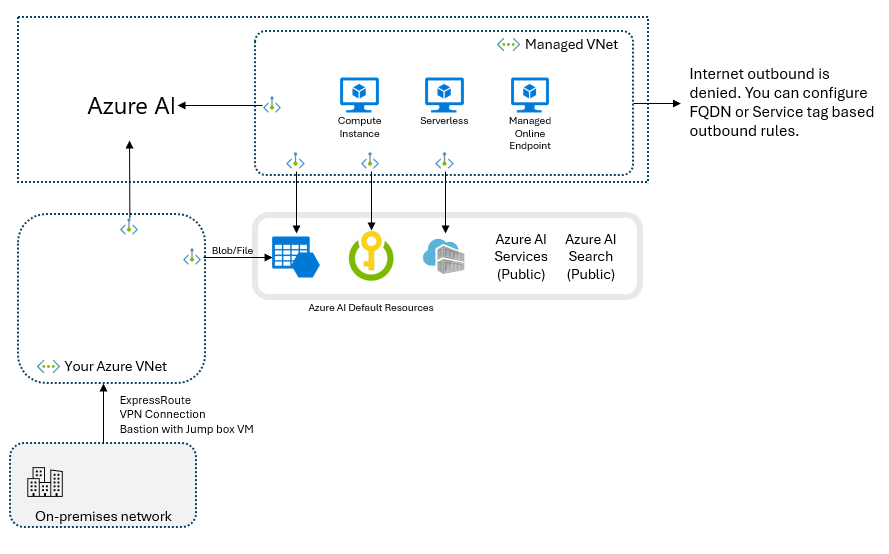 Managed VNet
Azure AI
Compute
Instance
Serverless
Managed
Online
Endpoint
Internet outbound is
denied. You can configure
FQDN or Service tag based
outbound rules.
Blob/File
Azure AI
Services
(Public)
Azure AI
Search
(Public)
Azure AI Default Resources
Your Azure VNet
ExpressRoute
VPN Connection
Bastion with Jump box VM
On-premises network